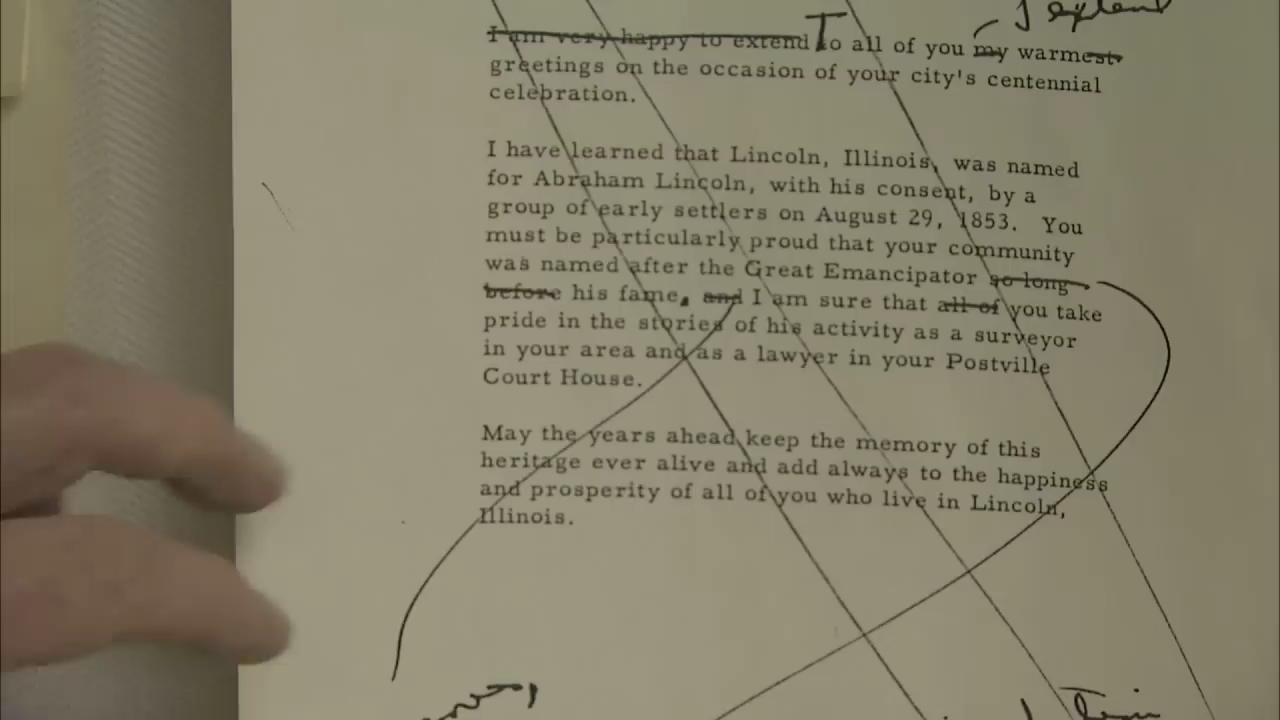 I extend
I am very happy to extend To all of you my warmest
greetings on the occasion of your city's centennial
celebration.
I have learned that Lincoln, Illinois, was named
for Abraham Lincoln, with his consent, by a
group of early settlers on August 29, 1853. You
must be particularly proud that your community
was named after the Great Emancipator so long
before his fame. and I am sure that all of you take
pride in the stories of his activity as a surveyor
in your area and as a lawyer in your Postville
Court House.
May the years ahead keep the memory of this
heritage ever alive and add always to the happiness
and prosperity of all of you who live in Lincoln,
Illinois.